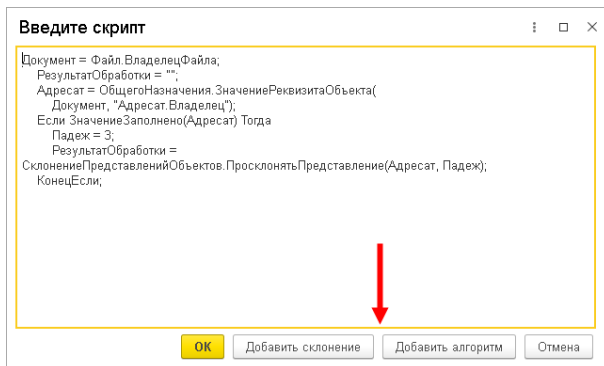 Введите скрипт
Документ = Файл.ВладелецФайла;
РезультатОбработки = "";
Адресат = ОбщегоНазначения.ЗначениеРеквизитаОбъекта(
Документ, "Адресат.Владелец");
Если ЗначениеЗаполнено(Адресат) Тогда
Падеж = 3;
РезультатОбработки =
СклонениеПредставленийОбъектов.ПросклонятьПредставление(Адресат, Падеж);
КонецЕсли;
ОК Добавить склонение Добавить алгоритм Отмена